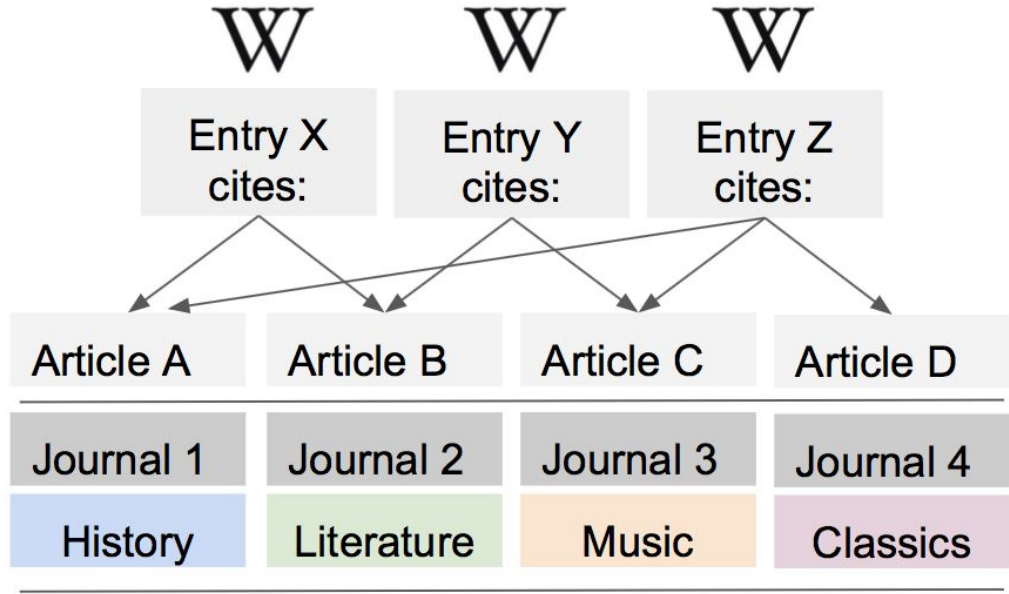 W W W
Entry X Entry Y Entry Z
cites: cites: cites:
Article A Article B Article C Article D
Journal 1 Journal 2 Journal 3 Journal 4
History Literature Music Classics